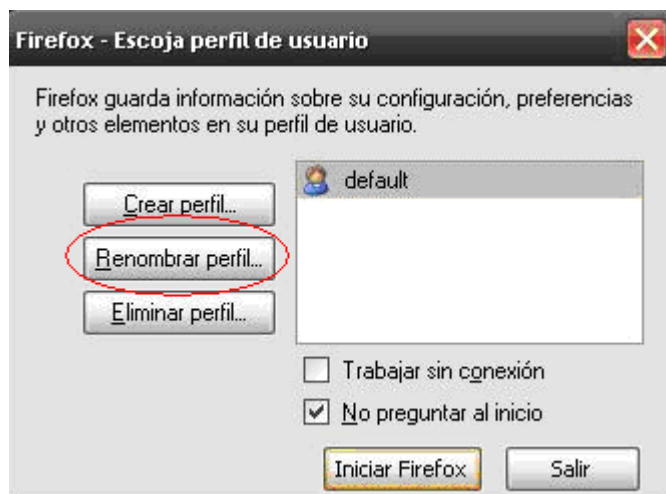 Firefox - Escoja perfil de usuario
Firefox guarda información sobre su configuración, preferencias
y otros elementos en su perfil de usuario.
default
Crear perfil...
Renombrar perfil...
Eliminar perfil...
Trabajar sin conexión
No preguntar al inicio
Iniciar Firefox
Salir